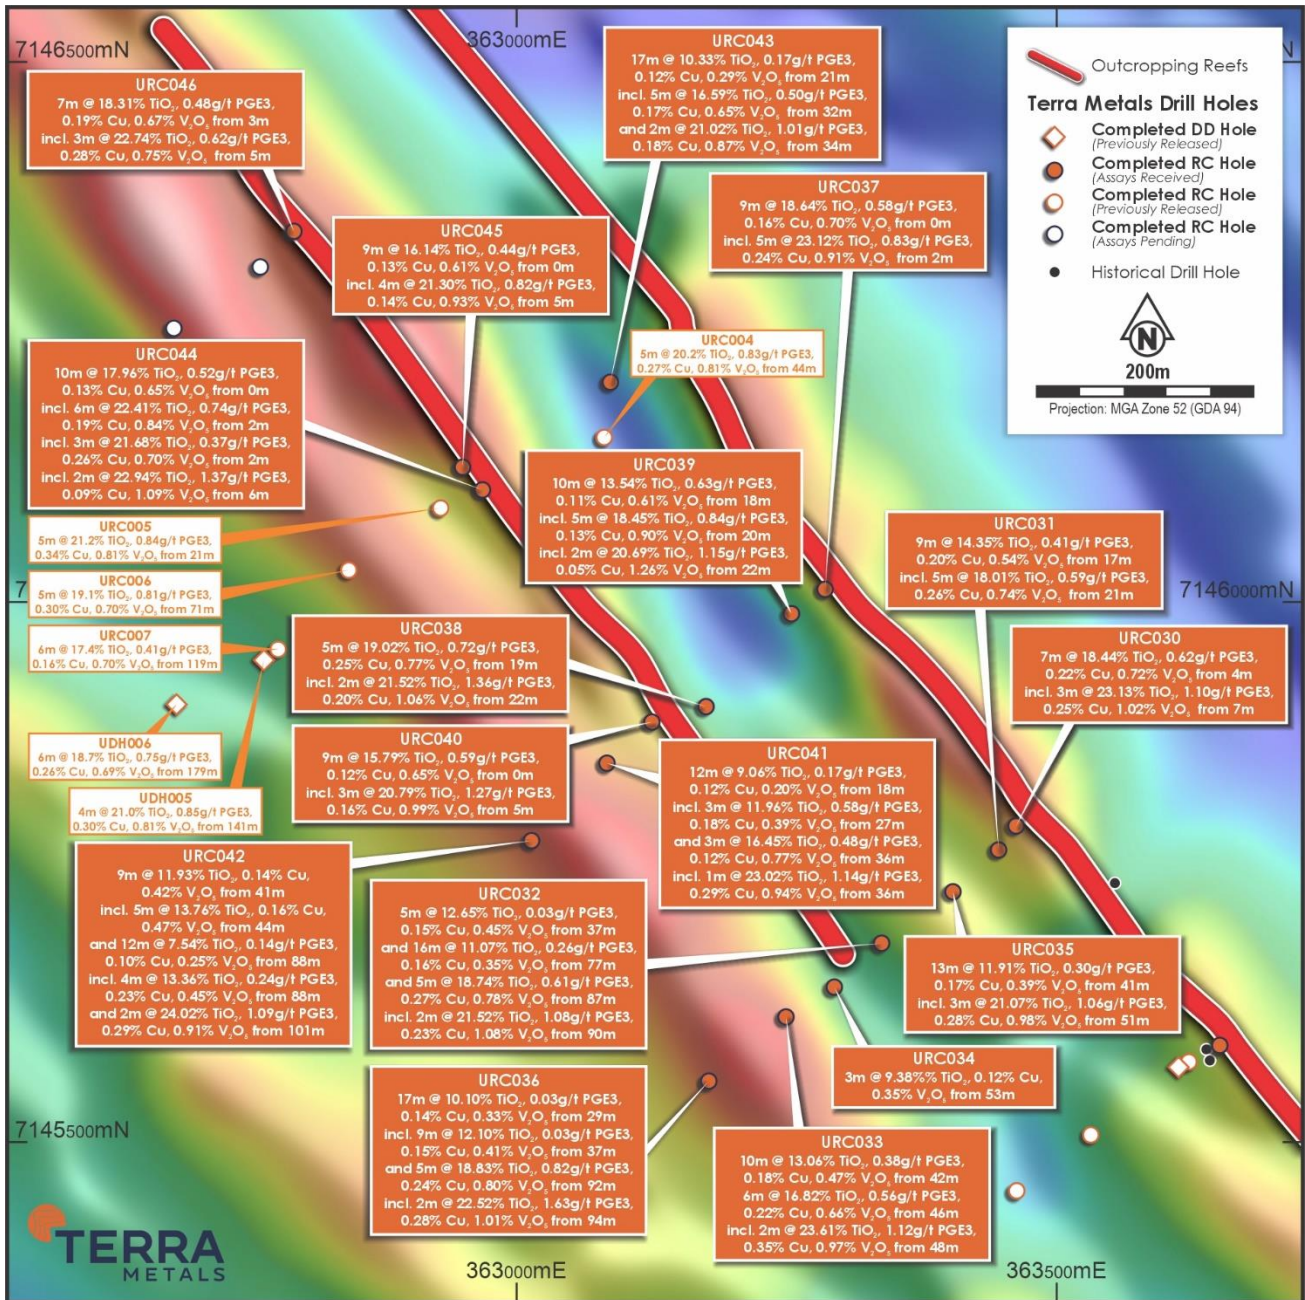 7146500mN
363000mE
N
URC046
7m @ 18.31% TiO₂, 0.48g/t PGE3,
0.19% Cu, 0.67% V₂O₅ from 3m
incl. 3m @ 22.74% TiO₂, 0.62g/t PGE3,
0.28% Cu, 0.75% V₂O₅ from 5m
URC043
17m @ 10.33% TiO₂, 0.17g/t PGE3,
0.12% Cu, 0.29% V₂O₅ from 21m
incl. 5m @ 16.59% TiO₂, 0.50g/t PGE3,
0.17% Cu, 0.65% V₂O₅ from 32m
and 2m @ 21.02% TiO₂, 1.01g/t PGE3,
0.18% Cu, 0.87% V₂O₅ from 34m
Outcropping Reefs
Terra Metals Drill Holes
Completed DD Hole
(Previously Released)
Completed RC Hole
(Assays Received)
Completed RC Hole
(Previously Released)
Completed RC Hole
(Assays Pending)
Historical Drill Hole
N
200m
Projection: MGA Zone 52 (GDA 94)
URC037
9m @ 18.64% TiO₂, 0.58g/t PGE3,
0.16% Cu, 0.70% V₂O₅ from 0m
incl. 5m @ 23.12% TiO₂, 0.83g/t PGE3,
0.24% Cu, 0.91% V₂O₅ from 2m
URC045
9m @ 16.14% TiO₂, 0.44g/t PGE3,
0.13% Cu, 0.61% V₂O₅ from 0m
incl. 4m @ 21.30% TiO₂, 0.82g/t PGE3,
0.14% Cu, 0.93% V₂O₅ from 5m
URC004
5m @ 20.2% TiO₂, 0.83g/t PGE3,
0.27% Cu, 0.81% V₂O₅ from 44m
URC044
10m @ 17.96% TiO₂, 0.52g/t PGE3,
0.13% Cu, 0.65% V₂O₅ from 0m
incl. 6m @ 22.41% TiO₂, 0.74g/t PGE3,
0.19% Cu, 0.84% V₂O₅ from 2m
incl. 3m @ 21.68% TiO₂, 0.37g/t PGE3,
0.26% Cu, 0.70% V₂O₅ from 2m
incl. 2m @ 22.94% TiO₂, 1.37g/t PGE3,
0.09% Cu, 1.09% V₂O₅ from 6m
URC039
10m @ 13.54% TiO₂, 0.63g/t PGE3,
0.11% Cu, 0.61% V₂O₅ from 18m
incl. 5m @ 18.45% TiO₂, 0.84g/t PGE3,
0.13% Cu, 0.90% V₂O₅ from 20m
incl. 2m @ 20.69% TiO₂, 1.15g/t PGE3,
0.05% Cu, 1.26% V₂O₅ from 22m
URC005
5m @ 21.2% TiO₂, 0.84g/t PGE3,
0.34% Cu, 0.81% V₂O₅ from 21m
URC031
9m @ 14.35% TiO₂, 0.41g/t PGE3,
0.20% Cu, 0.54% V₂O₅ from 17m
incl. 5m @ 18.01% TiO₂, 0.59g/t PGE3,
0.26% Cu, 0.74% V₂O₅ from 21m
URC006
5m @ 19.1% TiO₂, 0.81g/t PGE3,
0.30% Cu, 0.70% V₂O₅ from 71m
7
7146000mN
URC007
6m @ 17.4% TiO₂, 0.41g/t PGE3,
0.16% Cu, 0.70% V₂O₅ from 119m
URC038
5m @ 19.02% TiO₂, 0.72g/t PGE3,
0.25% Cu, 0.77% V₂O₅ from 19m
incl. 2m @ 21.52% TiO₂, 1.36g/t PGE3,
0.20% Cu, 1.06% V₂O₅ from 22m
URC030
7m @ 18.44% TiO₂, 0.62g/t PGE3,
0.22% Cu, 0.72% V₂O₅ from 4m
incl. 3m @ 23.13% TiO₂, 1.10g/t PGE3,
0.25% Cu, 1.02% V₂O₅ from 7m
UDH006
6m @ 18.7% TiO₂, 0.75g/t PGE3,
0.26% Cu, 0.69% V₂O₅ from 179m
URC040
9m @ 15.79% TiO₂, 0.59g/t PGE3,
0.12% Cu, 0.65% V₂O₅ from 0m
incl. 3m @ 20.79% TiO₂, 1.27g/t PGE3,
0.16% Cu, 0.99% V₂O₅ from 5m
URC041
12m @ 9.06% TiO₂, 0.17g/t PGE3,
0.12% Cu, 0.20% V₂O₅ from 18m
incl. 3m @ 11.96% TiO₂, 0.58g/t PGE3,
0.18% Cu, 0.39% V₂O₅ from 27m
and 3m @ 16.45% TiO₂, 0.48g/t PGE3,
0.12% Cu, 0.77% V₂O₅ from 36m
incl. 1m @ 23.02% TiO₂, 1.14g/t PGE3,
0.29% Cu, 0.94% V₂O₅ from 36m
UDH005
4m @ 21.0% TiO₂, 0.85g/t PGE3,
0.30% Cu, 0.81% V₂O₅ from 141m
URC042
9m @ 11.93% TiO₂, 0.14% Cu,
0.42% V₂O₅ from 41m
incl. 5m @ 13.76% TiO₂, 0.16% Cu,
0.47% V₂O₅ from 44m
and 12m @ 7.54% TiO₂, 0.14g/t PGE3,
0.10% Cu, 0.25% V₂O₅ from 88m
incl. 4m @ 13.36% TiO₂, 0.24g/t PGE3,
0.23% Cu, 0.45% V₂O₅ from 88m
and 2m @ 24.02% TiO₂, 1.09g/t PGE3,
0.29% Cu, 0.91% V₂O₅ from 101m
URC032
5m @ 12.65% TiO₂, 0.03g/t PGE3,
0.15% Cu, 0.45% V₂O₅ from 37m
and 16m @ 11.07% TiO₂, 0.26g/t PGE3,
0.16% Cu, 0.35% V₂O₅ from 77m
and 5m @ 18.74% TiO₂, 0.61g/t PGE3,
0.27% Cu, 0.78% V₂O₅ from 87m
incl. 2m @ 21.52% TiO₂, 1.08g/t PGE3,
0.23% Cu, 1.08% V₂O₅ from 90m
URC035
13m @ 11.91% TiO₂, 0.30g/t PGE3,
0.17% Cu, 0.39% V₂O₅ from 41m
incl. 3m @ 21.07% TiO₂, 1.06g/t PGE3,
0.28% Cu, 0.98% V₂O₅ from 51m
URC034
3m @ 9.38%% TiO₂, 0.12% Cu,
0.35% V₂O₅ from 53m
URC036
17m @ 10.10% TiO₂, 0.03g/t PGE3,
0.14% Cu, 0.33% V₂O₅ from 29m
incl. 9m @ 12.10% TiO₂, 0.03g/t PGE3,
0.15% Cu, 0.41% V₂O₅ from 37m
and 5m @ 18.83% TiO₂, 0.82g/t PGE3,
0.24% Cu, 0.80% V₂O₅ from 92m
incl. 2m @ 22.52% TiO₂, 1.63g/t PGE3,
0.28% Cu, 1.01% V₂O₅ from 94m
7145500mN
URC033
10m @ 13.06% TiO₂, 0.38g/t PGE3,
0.18% Cu, 0.47% V₂O₅ from 42m
6m @ 16.82% TiO₂, 0.56g/t PGE3,
0.22% Cu, 0.66% V₂O₅ from 46m
incl. 2m @ 23.61% TiO₂, 1.12g/t PGE3,
0.35% Cu, 0.97% V₂O₅ from 48m
TERRA
METALS
363000mE
363500mE